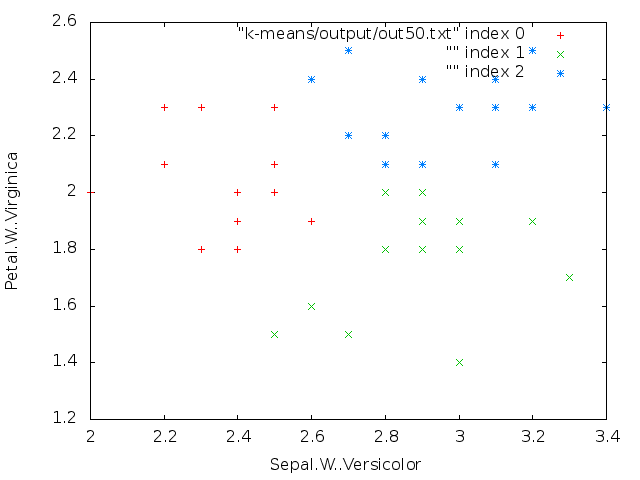 "k-means/output/out50.txt" index 0
"" index 1
"" index 2
2.6
2.4
2.2
2
1.8
1.6
1.4
1.2
Petal.W..Virginica
2 2.2 2.4 2.6 2.8 3 3.2 3.4
Sepal.W..Versicolor